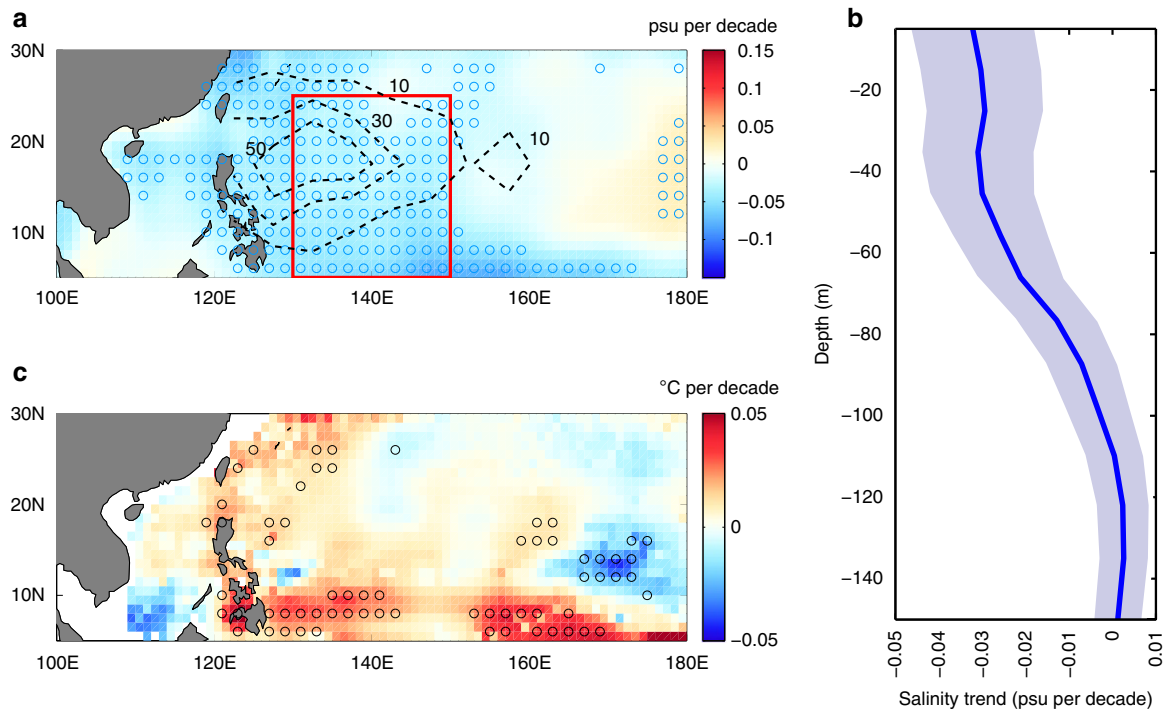 a
psu per decade
30N
20N
10N
100E 120E 140E 160E 180E
10
30
50
10
0.15
0.1
0.05
0
−0.05
−0.1
b
−20
−40
−60
−80
−100
−120
−140
Depth (m)
−0.05 −0.04 −0.03 −0.02 −0.01 0 0.01
Salinity trend (psu per decade)
c
°C per decade
30N
20N
10N
100E 120E 140E 160E 180E
0.05
0
−0.05